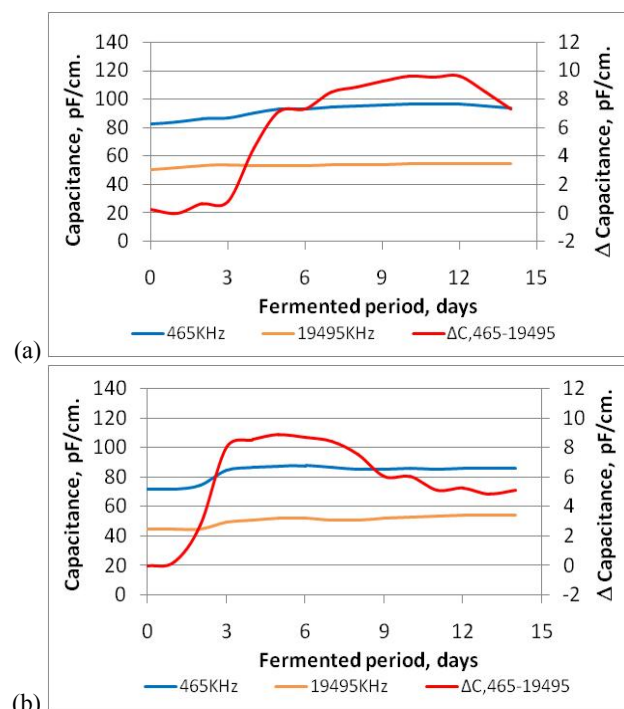 140
120
100
80
60
40
20
0
12
10
8
6
4
2
0
-2
Capacitance, pF/cm.
Δ Capacitance, pF/cm.
0 3 6 9 12 15
Fermented period, days
465KHz 19495KHz ΔC,465-19495
(a)
140
120
100
80
60
40
20
0
12
10
8
6
4
2
0
-2
Capacitance, pF/cm.
Δ Capacitance, pF/cm.
0 3 6 9 12 15
Fermented period, days
465KHz 19495KHz ΔC,465-19495
(b)